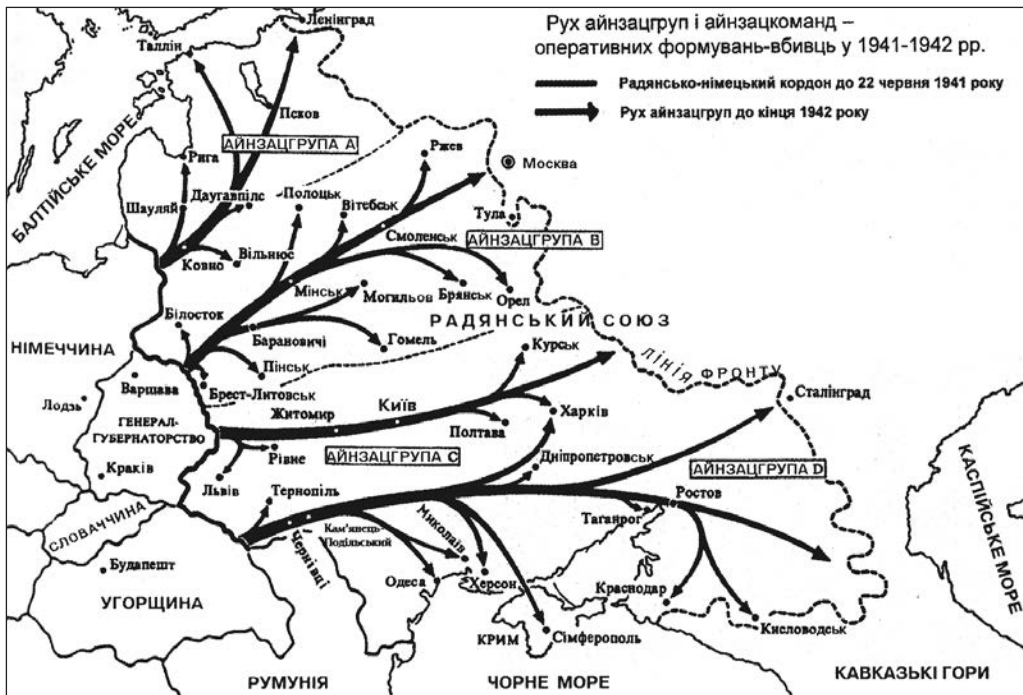 Рух айнзацгруп і айнзацкоманд –
оперативних формувань-вбивць у 1941-1942 рр.
Радянсько-німецький кордон до 22 червня 1941 року
Рух айнзацгруп до кінця 1942 року
Ленінград
Таллін
Псков
БАЛТІЙСЬКЕ МОРЕ
АЙНЗАЦГРУПА А
Рига
Ржев
Москва
Даугавпілс
Полоцьк
Вітебськ
Шауляй
Тула
Смоленськ
АЙНЗАЦГРУПА В
Ковно
Вільнюс
Мінськ
Могильов
Брянськ
Орел
Білосток
РАДЯНСЬКИЙ СОЮЗ
Барановичі
Гомель
НІМЕЧЧИНА
Курськ
ЛІНІЯ ФРОНТУ
Пінськ
Варшава
Брест-Литовськ
Сталінград
Лодзь
Житомир
Київ
Харків
ГЕНЕРАЛ-
ГУБЕРНАТОРСТВО
Полтава
Рівне
АЙНЗАЦГРУПА С
Дніпропетровськ
АЙНЗАЦГРУПА D
Краків
Львів
Тернопіль
Ростов
КАСПІЙСЬКЕ МОРЕ
СЛОВАЧЧИНА
Таганрог
Кам'янець-
Подільський
Миколаїв
Чернівці
Будапешт
Одеса
Херсон
Краснодар
УГОРЩИНА
Кисловодськ
КРИМ
Сімферополь
РУМУНІЯ
ЧОРНЕ МОРЕ
КАВКАЗЬКІ ГОРИ